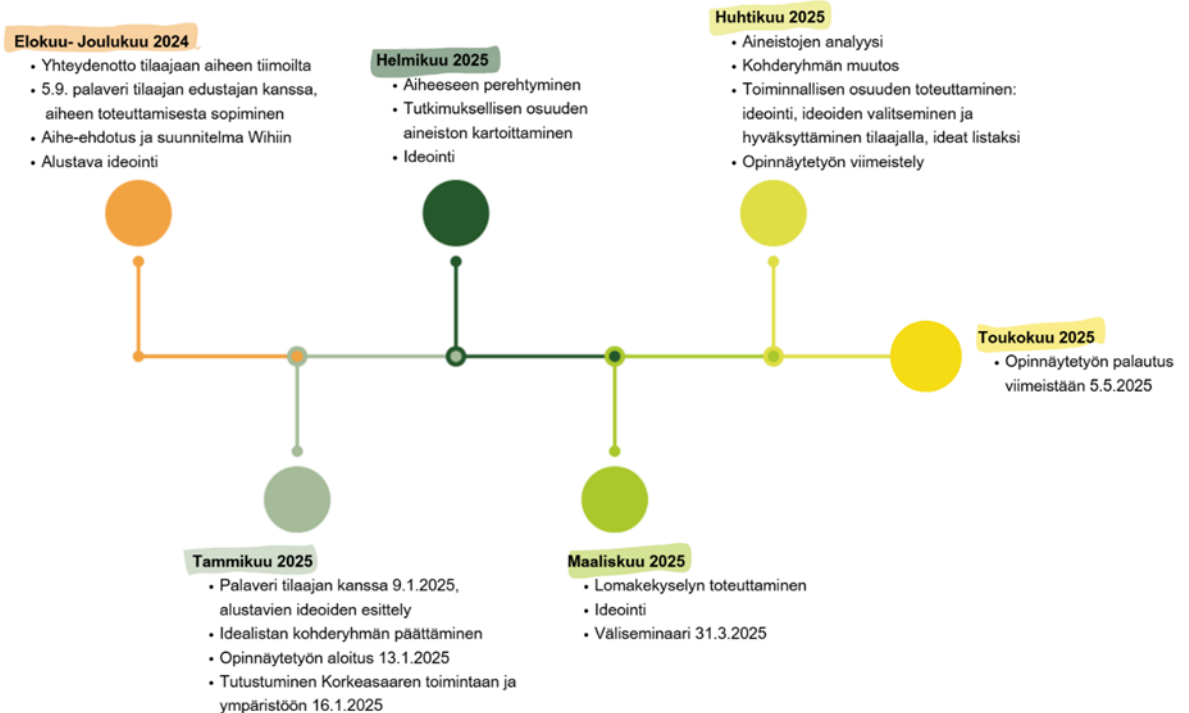 Elokuu- Joulukuu 2024
• Yhteydenotto tilaajaan aiheen tiimoilta
• 5.9. palaveri tilaajan edustajan kanssa,
aiheen toteuttamisesta sopiminen
• Aihe-ehdotus ja suunnitelma Wihiin
• Alustava ideointi
Tammikuu 2025
• Palaveri tilaajan kanssa 9.1.2025,
alustavien ideoiden esittely
• Idealistan kohderyhmän päättäminen
• Opinnäytetyön aloitus 13.1.2025
• Tutustuminen Korkeasaaren toimintaan ja
ympäristöön 16.1.2025
Helmikuu 2025
• Aiheeseen perehtyminen
• Tutkimuksellisen osuuden
aineiston kartoittaminen
• Ideointi
Maaliskuu 2025
• Lomakekyselyn toteuttaminen
• Ideointi
• Väliseminaari 31.3.2025
Huhtikuu 2025
• Aineistojen analyysi
• Kohderyhmän muutos
• Toiminnallisen osuuden toteuttaminen:
ideointi, ideoiden valitseminen ja
hyväksyttäminen tilaajalla, ideat listaksi
• Opinnäytetyön viimeistely
Toukokuu 2025
• Opinnäytetyön palautus
viimeistään 5.5.2025